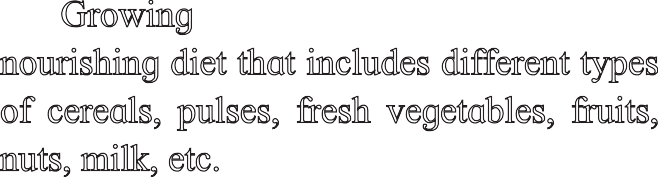 Growing
nourishing diet that includes different types
of cereals, pulses, fresh vegetables, fruits,
nuts, milk, etc.